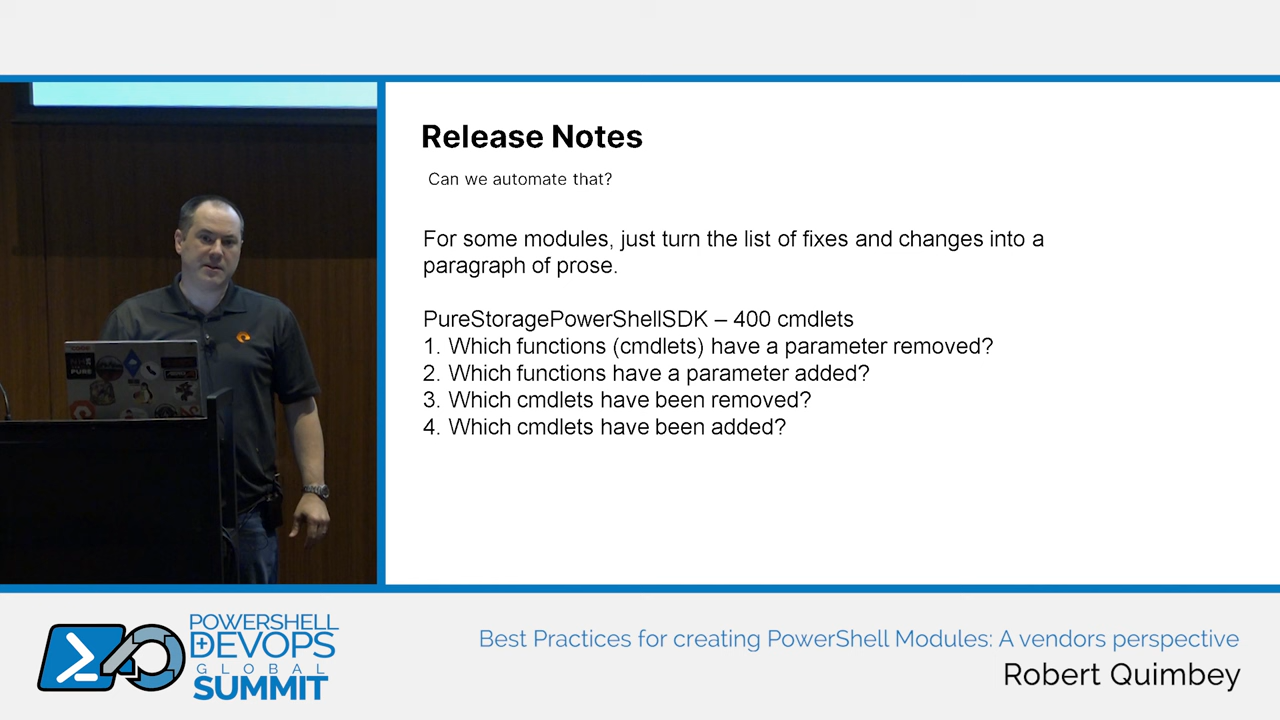 Release Notes
Can we automate that?
For some modules, just turn the list of fixes and changes into a
paragraph of prose.
PureStoragePowerShellSDK – 400 cmdlets
1. Which functions (cmdlets) have a parameter removed?
2. Which functions have a parameter added?
3. Which cmdlets have been removed?
4. Which cmdlets have been added?
POWERSHELL
+DEVOPS
GLOBAL
SUMMIT
Best Practices for creating PowerShell Modules: A vendors perspective
Robert Quimbey